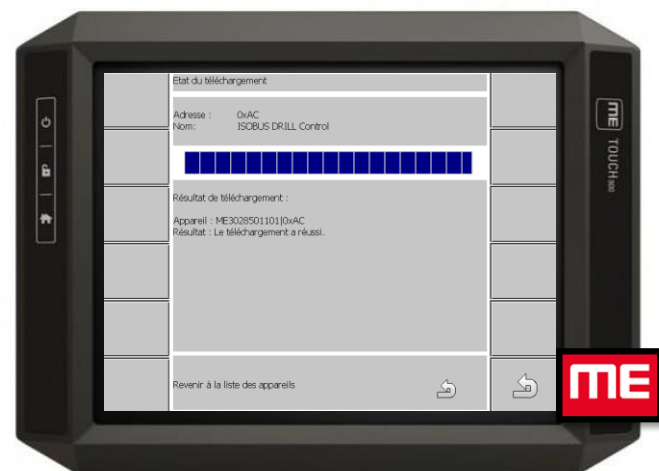 Etat du téléchargement
Adresse : 0xAC
Nom: ISOBUS DRILL Control
Résultat de téléchargement :
Appareil : ME3028501101|0xAC
Résultat : Le téléchargement a réussi.
Revenir à la liste des appareils
ME TOUCH800
ME